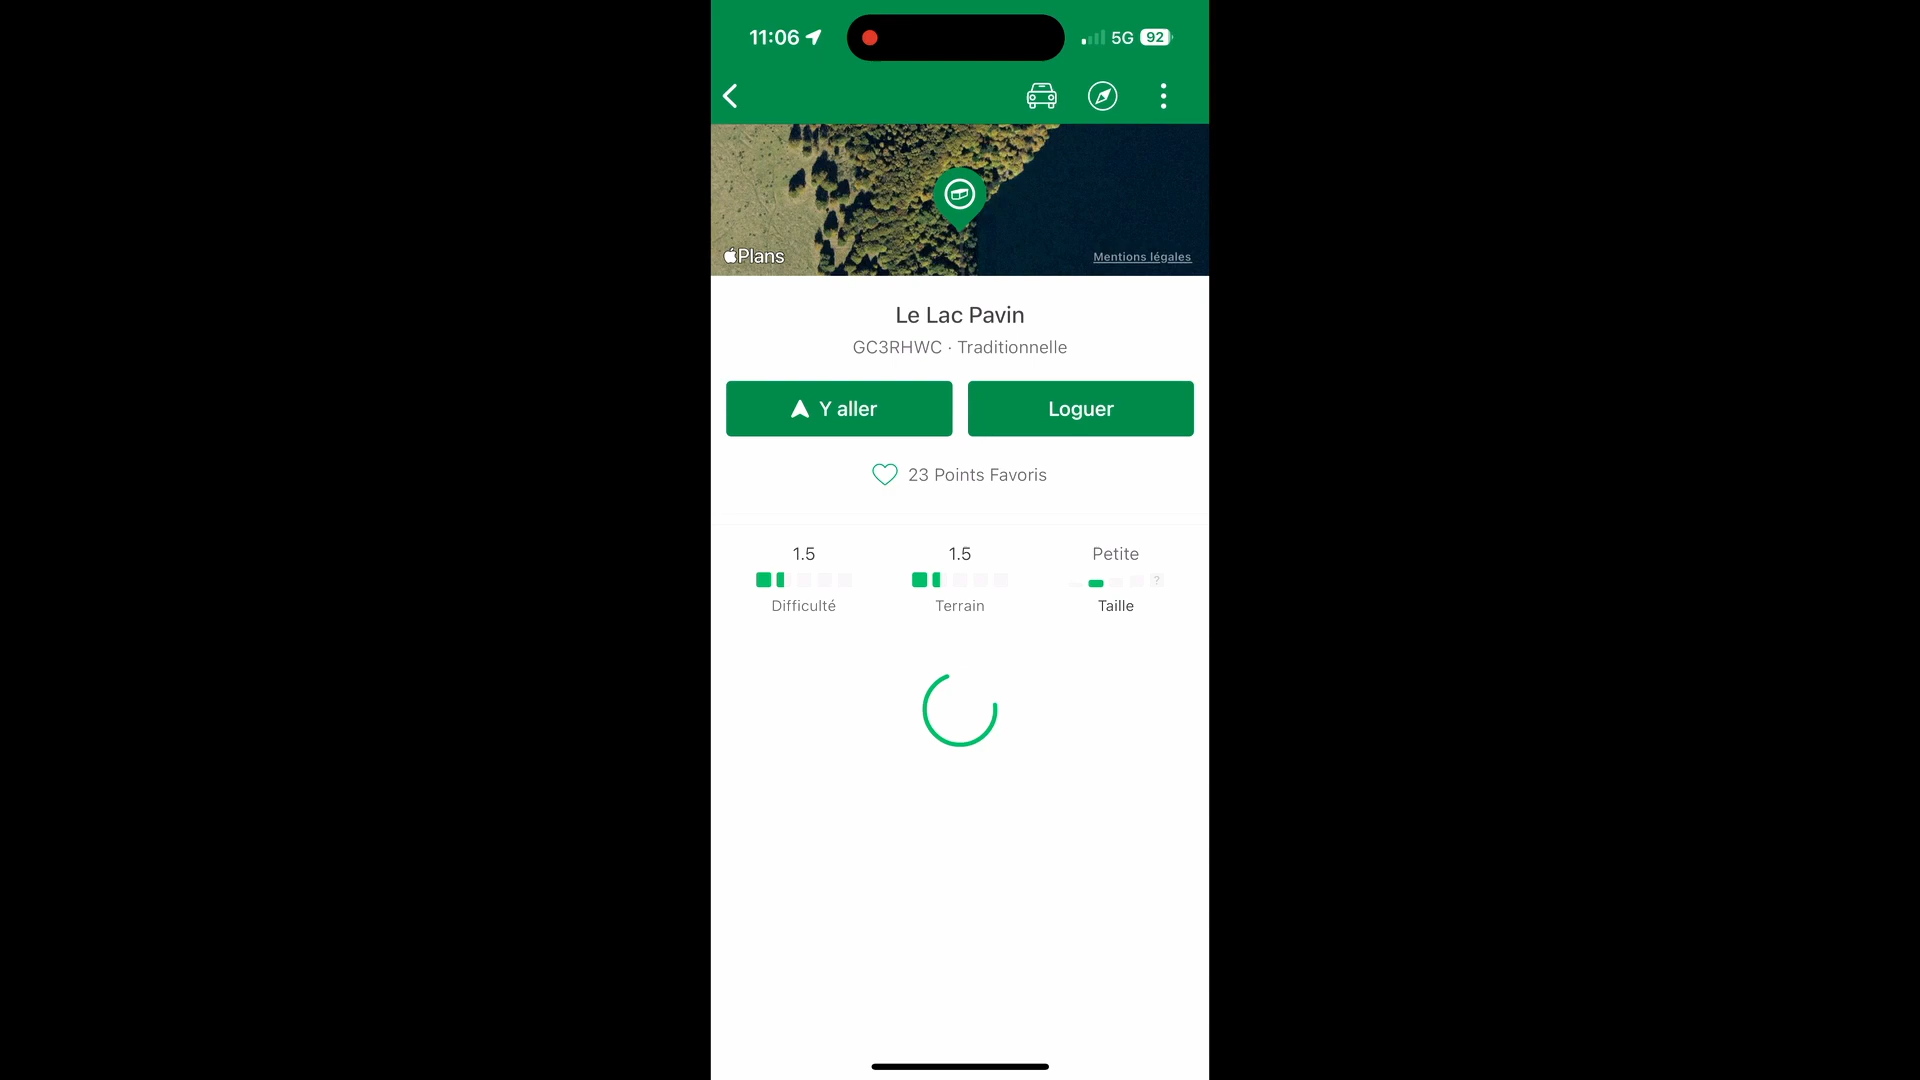 11:06
5G 92
Plans
Mentions légales
Le Lac Pavin
GC3RHWC · Traditionnelle
Y aller
Loguer
23 Points Favoris
1.5
1.5
Petite
?
Difficulté
Terrain
Taille